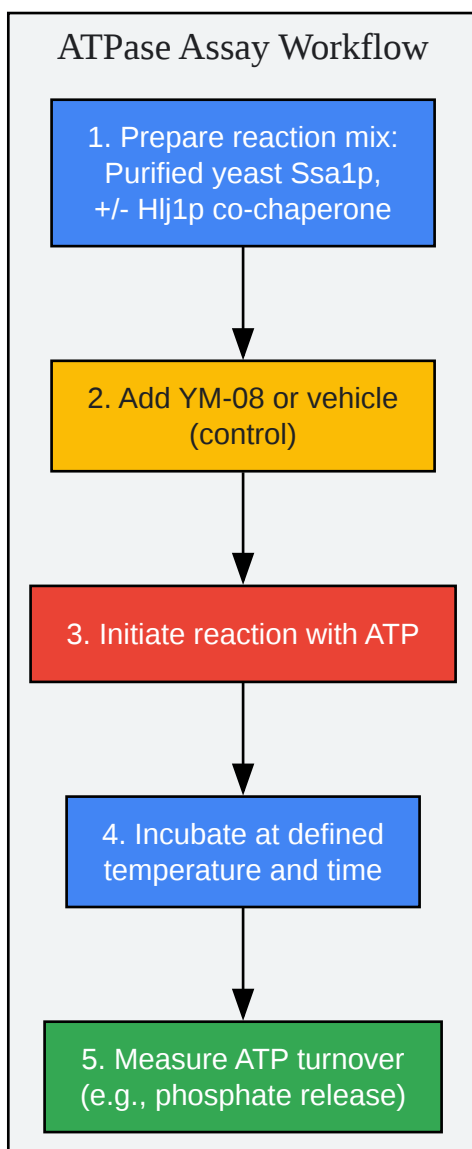 ATPase Assay Workflow
1. Prepare reaction mix:
Purified yeast Ssa1p,
+/- Hlj1p co-chaperone
2. Add YM-08 or vehicle
(control)
3. Initiate reaction with ATP
4. Incubate at defined
temperature and time
5. Measure ATP turnover
(e.g., phosphate release)